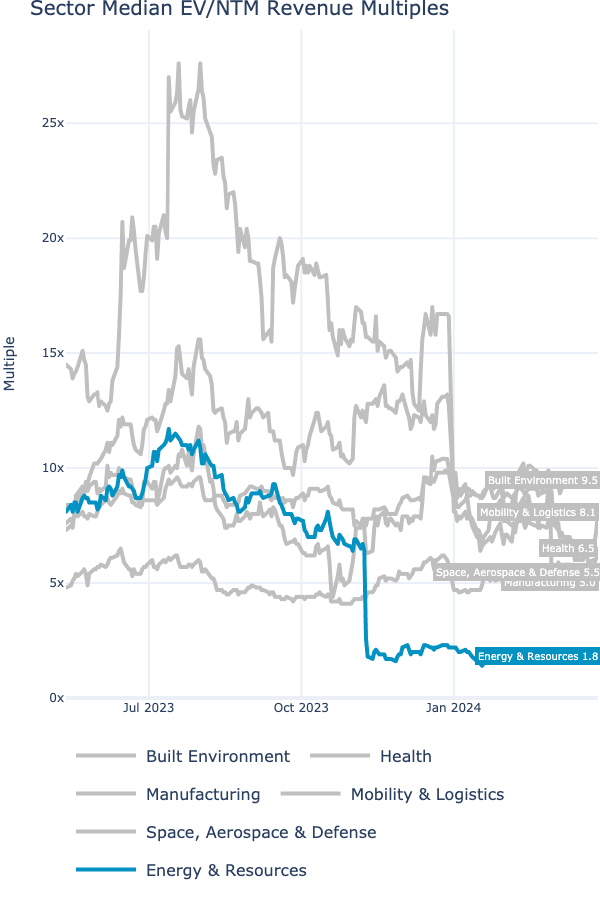 Sector Median EV/NTM Revenue Multiples
25x
20x
15x
10x
5x
0x
Multiple
Built Environment 9.5
Mobility & Logistics 8.1
Health 6.5
Space, Aerospace & Defense 5.5
Manufacturing 5.0
Energy & Resources 1.8
Jul 2023 Oct 2023 Jan 2024
Built Environment Health
Manufacturing Mobility & Logistics
Space, Aerospace & Defense
Energy & Resources